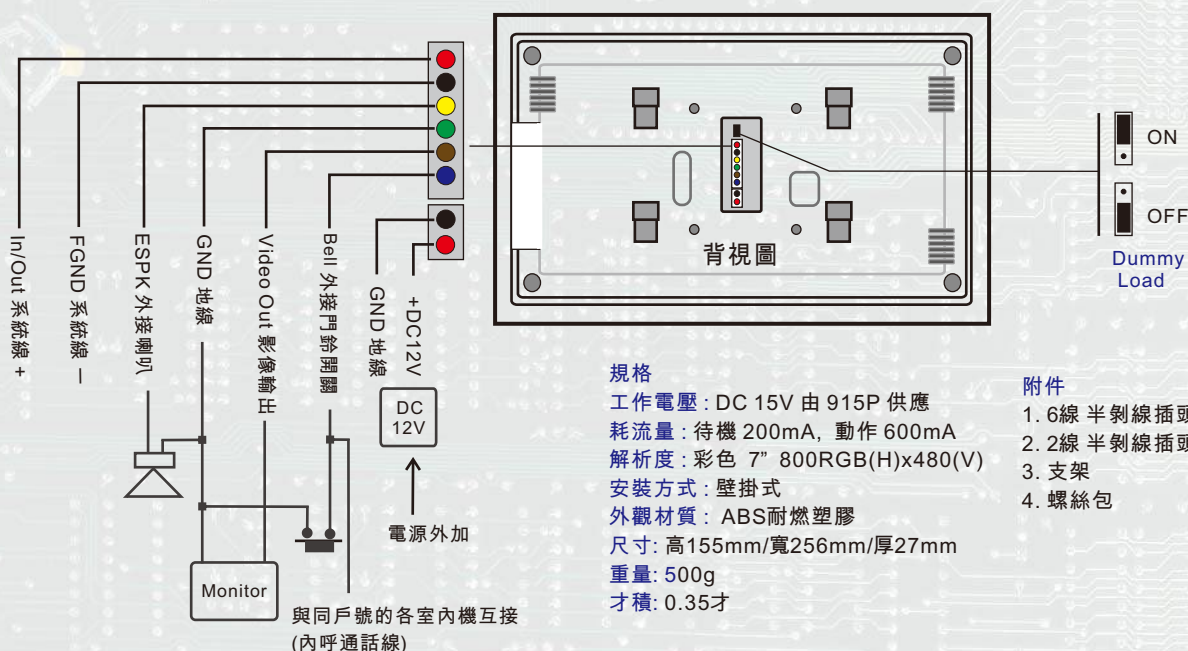 In/Out 系統線 +
FGND 系統線 －
ESPK 外接喇叭
GND 地線
Video Out 影像輸出
Bell 外接門鈴開關
GND 地線
+DC12V
DC
12V
電源外加
Monitor
與同戶號的各室內機互接
(內呼通話線)
背視圖
ON
OFF
Dummy
Load
規格
工作電壓 : DC 15V 由 915P 供應
耗流量 : 待機 200mA, 動作 600mA
解析度 : 彩色 7” 800RGB(H)x480(V)
安裝方式 : 壁掛式
外觀材質 : ABS耐燃塑膠
尺寸: 高155mm/寬256mm/厚27mm
重量: 500g
才積: 0.35才
附件
1. 6線 半剝線插頭
2. 2線 半剝線插頭
3. 支架
4. 螺絲包